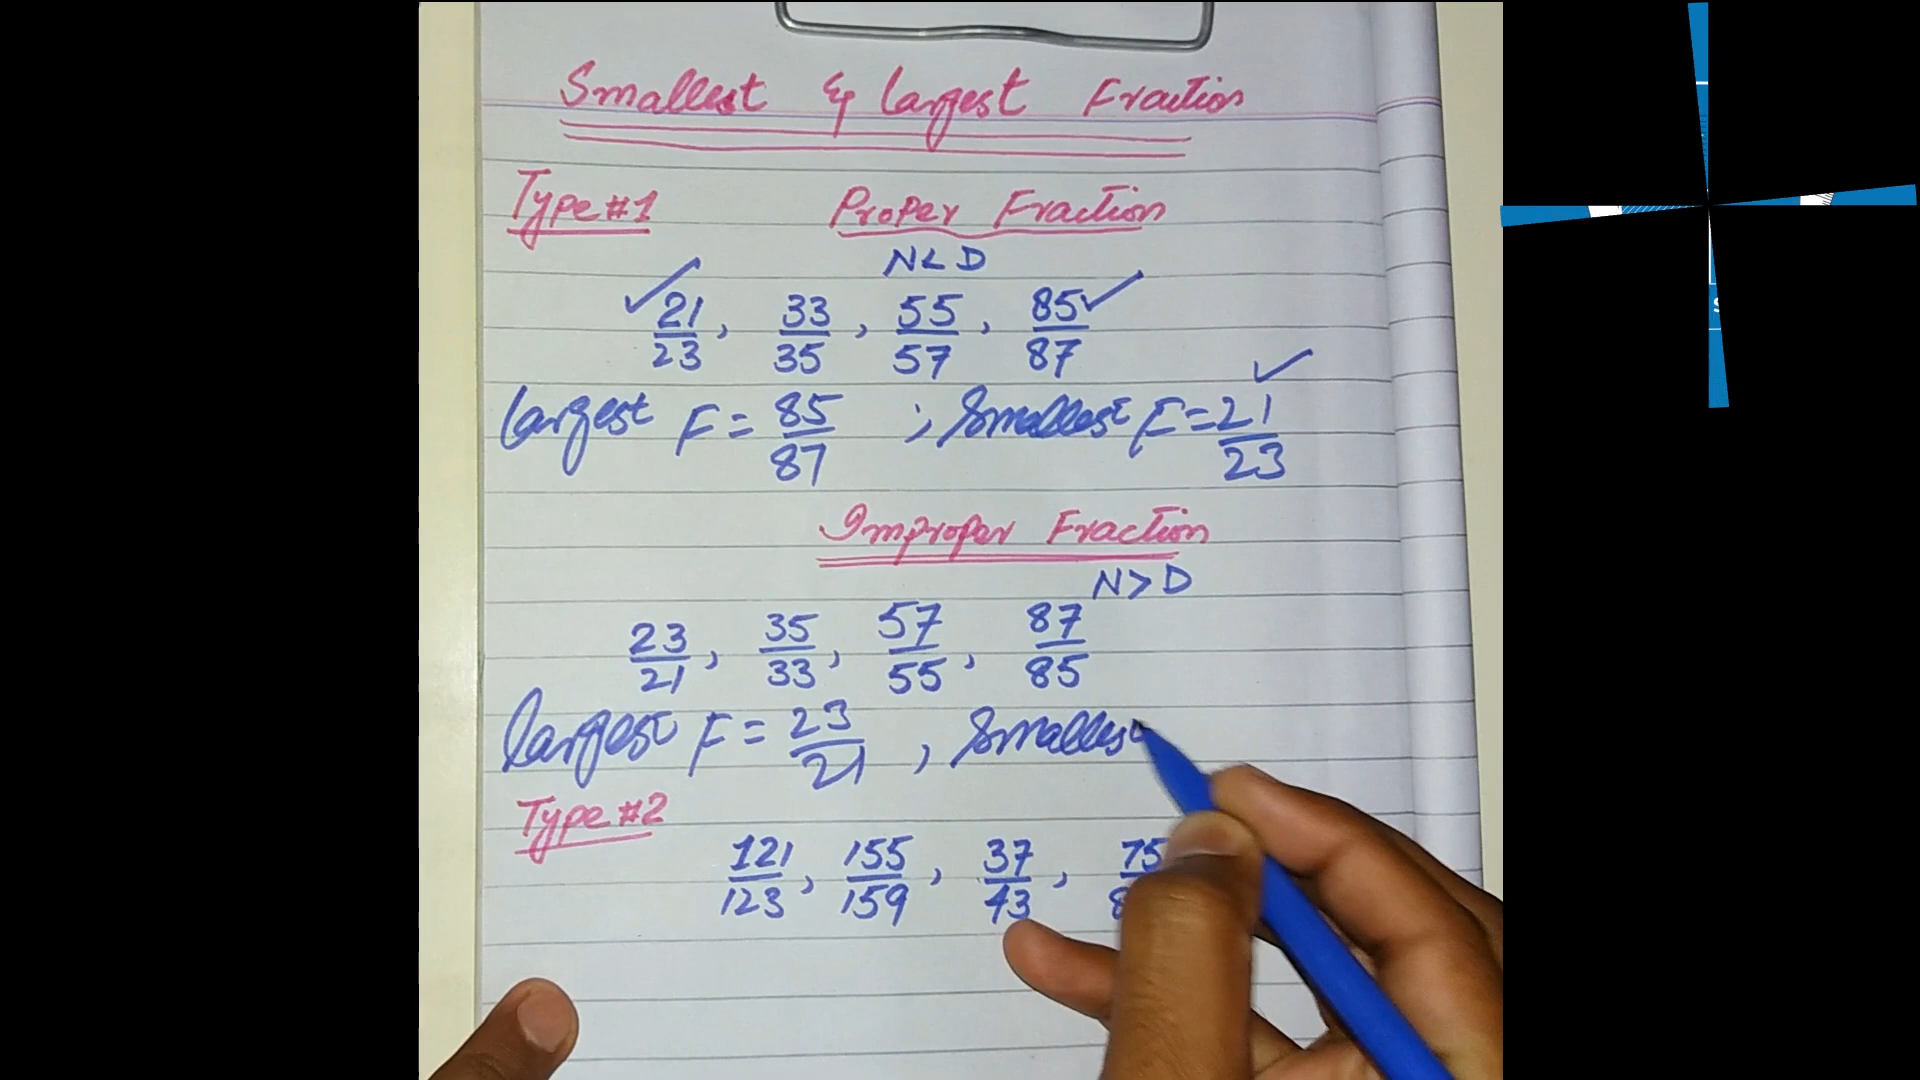 Smallest & largest Fraction
Type #1 Proper Fraction
N < D
21/23, 33/35, 55/57, 85/87
largest F = 85/87 ; Smallest F = 21/23
Improper Fraction
N > D
23/21, 35/33, 57/55, 87/85
largest F = 23/21, Smallest
Type #2
121/123, 155/159, 37/43, 75/8